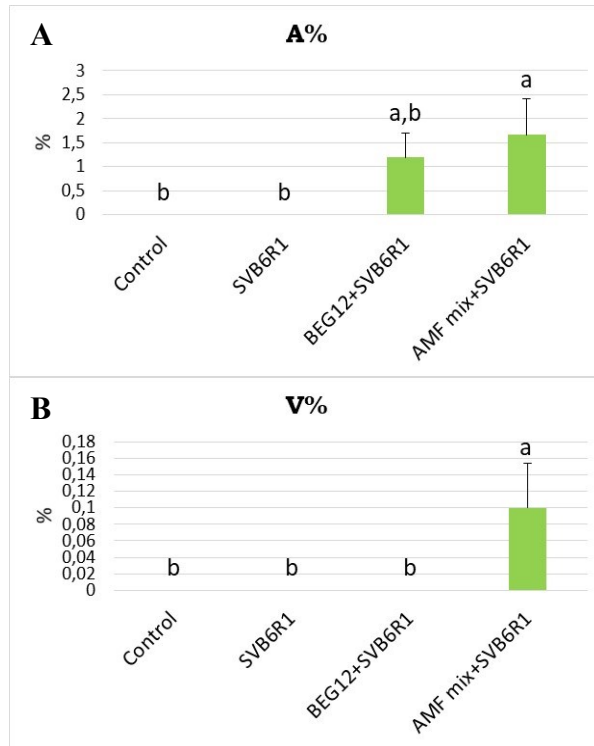 A
A%
3
2,5
2
1,5
1
0,5
0
%
b
b
a,b
a
Control
SVB6R1
BEG12+SVB6R1
AMF mix+SVB6R1
B
V%
0,18
0,16
0,14
0,12
0,1
0,08
0,06
0,04
0,02
0
%
b
b
b
a
Control
SVB6R1
BEG12+SVB6R1
AMF mix+SVB6R1